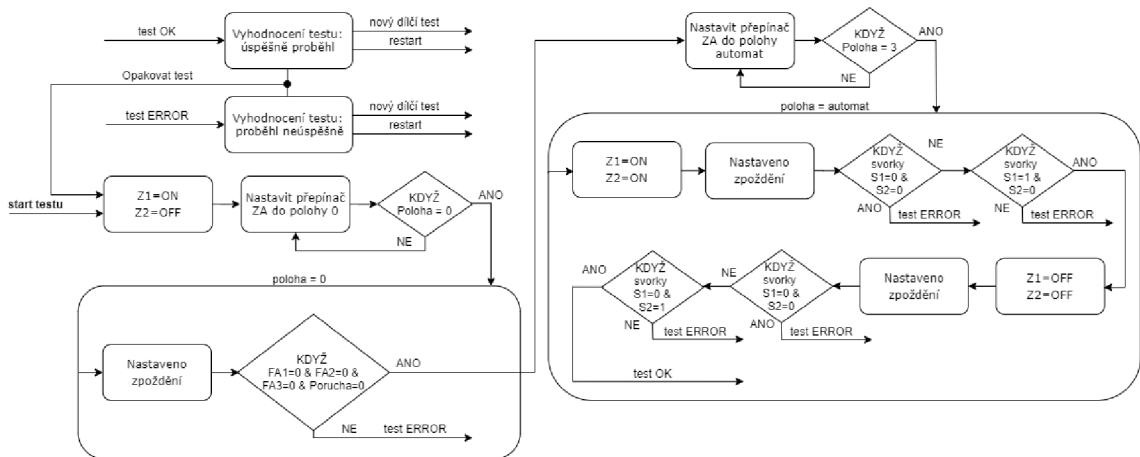 test OK
Vyhodnocení testu:
úspěšně proběhl
nový dílčí test
restart
Opakovat test
test ERROR
Vyhodnocení testu:
proběhl neúspěšně
nový dílčí test
restart
start testu
Z1=ON
Z2=OFF
Nastavit přepínač
ZA do polohy 0
KDYŽ
Poloha = 0
ANO
NE
poloha = 0
Nastaveno
zpoždění
KDYŽ
FA1=0 & FA2=0 &
FA3=0 & Porucha=0
ANO
NE
test ERROR
Nastavit přepínač
ZA do polohy
automat
KDYŽ
Poloha = 3
ANO
NE
poloha = automat
Z1=ON
Z2=ON
Nastaveno
zpoždění
KDYŽ
svorky
S1=0 &
S2=0
NE
ANO
test ERROR
KDYŽ
svorky
S1=1 &
S2=0
ANO
NE
test ERROR
Z1=OFF
Z2=OFF
Nastaveno
zpoždění
KDYŽ
svorky
S1=0 &
S2=0
NE
ANO
test ERROR
KDYŽ
svorky
S1=0 &
S2=1
ANO
NE
test ERROR
test OK